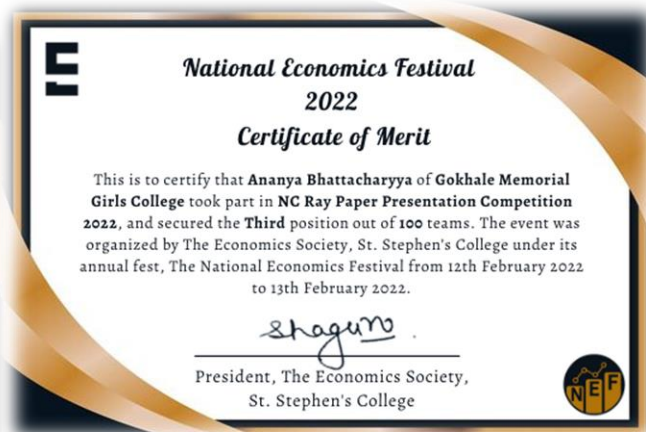 National Economics Festival
2022
Certificate of Merit
This is to certify that Ananya Bhattacharyya of Gokhale Memorial
Girls College took part in NC Ray Paper Presentation Competition
2022, and secured the Third position out of 100 teams. The event was
organized by The Economics Society, St. Stephen's College under its
annual fest, The National Economics Festival from 12th February 2022
to 13th February 2022.
Shagun
President, The Economics Society,
St. Stephen's College
NEF